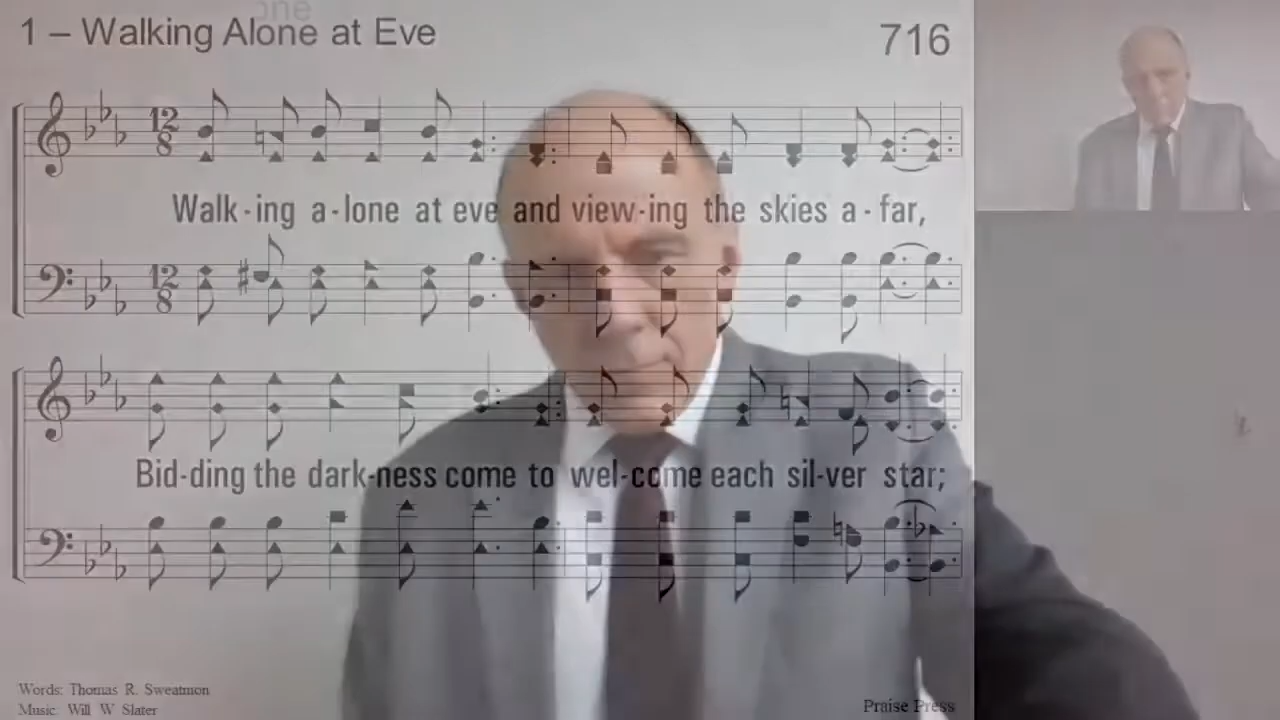 one
1 – Walking Alone at Eve
716
12
8
Walk - ing a - lone at eve and view - ing the skies a - far,
12
8
Bid-ding the dark-ness come to wel-come each sil-ver star;
Words: Thomas R. Sweatmon
Music: Will W Slater
Praise Press